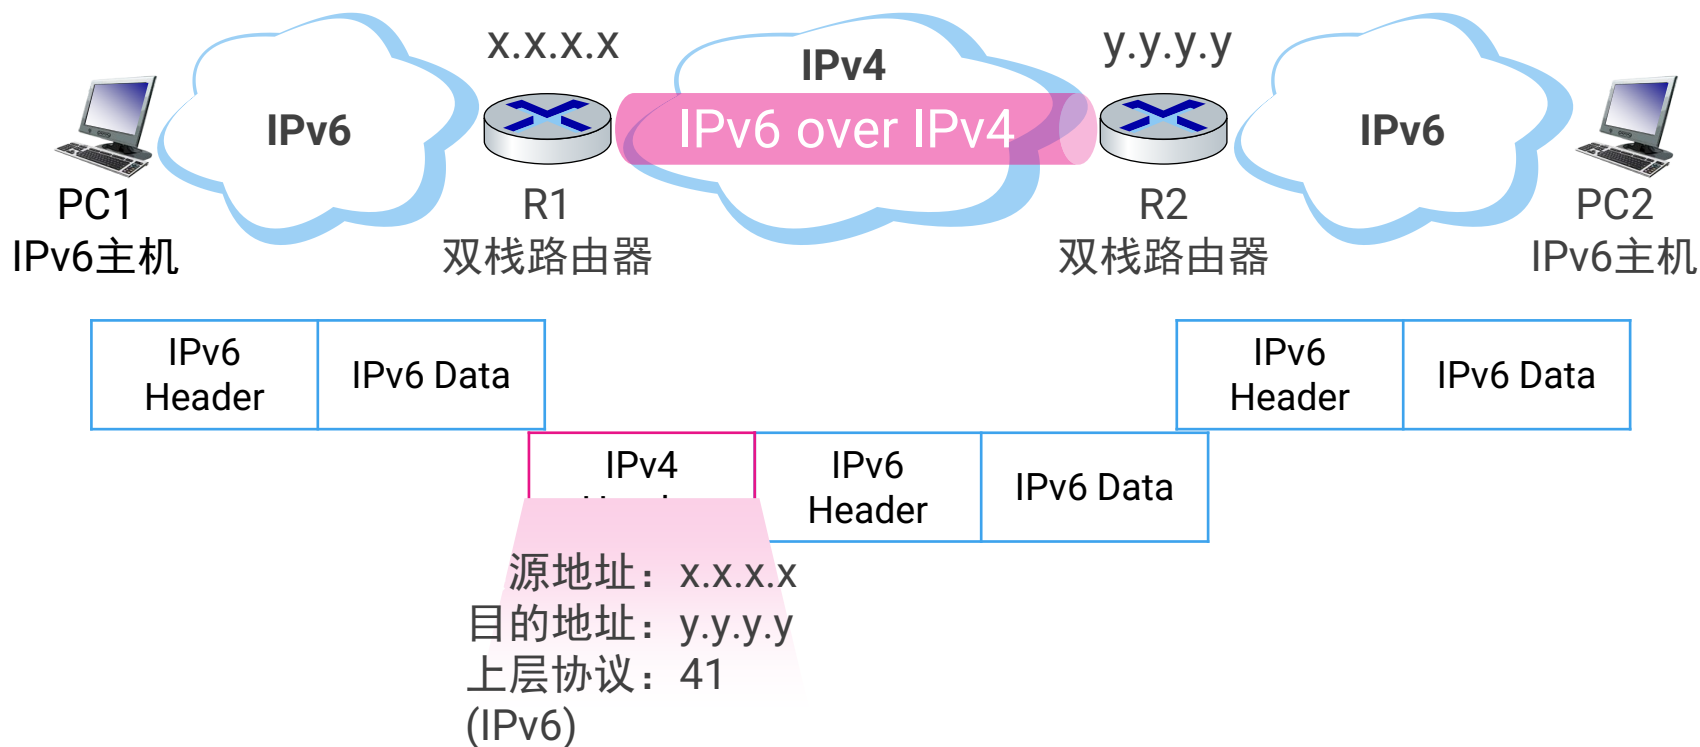 x.x.x.x
y.y.y.y
IPv4
IPv6
IPv6 over IPv4
IPv6
PC1
IPv6主机
R1
双栈路由器
R2
双栈路由器
PC2
IPv6主机
IPv6
Header
IPv6 Data
IPv6
Header
IPv6 Data
IPv4
IPv6
Header
IPv6 Data
源地址：x.x.x.x
目的地址：y.y.y.y
上层协议：41
(IPv6)